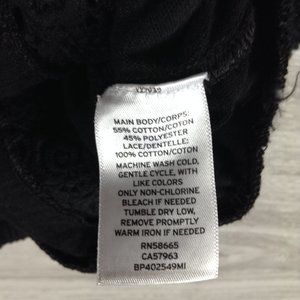 MAIN BODY/CORPS:
55% COTTON/COTON
45% POLYESTER
LACE/DENTELLE:
100% COTTON/COTON
MACHINE WASH COLD,
GENTLE CYCLE, WITH
LIKE COLORS
ONLY NON-CHLORINE
BLEACH IF NEEDED
TUMBLE DRY LOW,
REMOVE PROMPTLY
WARM IRON IF NEEDED
RN58665
CA57963
BP402549MI